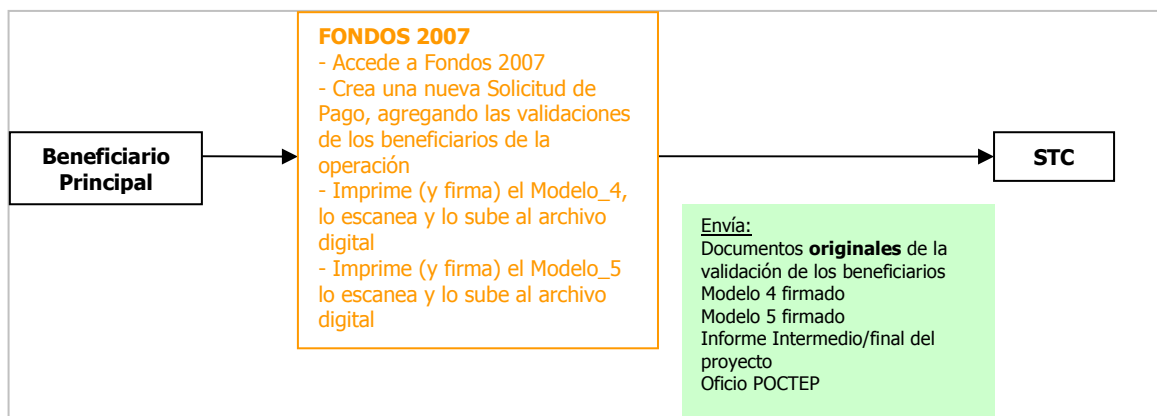 FONDOS 2007
- Accede a Fondos 2007
- Crea una nueva Solicitud de
Pago, agregando las validaciones
de los beneficiarios de la
operación
- Imprime (y firma) el Modelo_4,
lo escanea y lo sube al archivo
digital
- Imprime (y firma) el Modelo_5
lo escanea y lo sube al archivo
digital
Beneficiario
Principal
STC
Envía:
Documentos originales de la
validación de los beneficiarios
Modelo 4 firmado
Modelo 5 firmado
Informe Intermedio/final del
proyecto
Oficio POCTEP